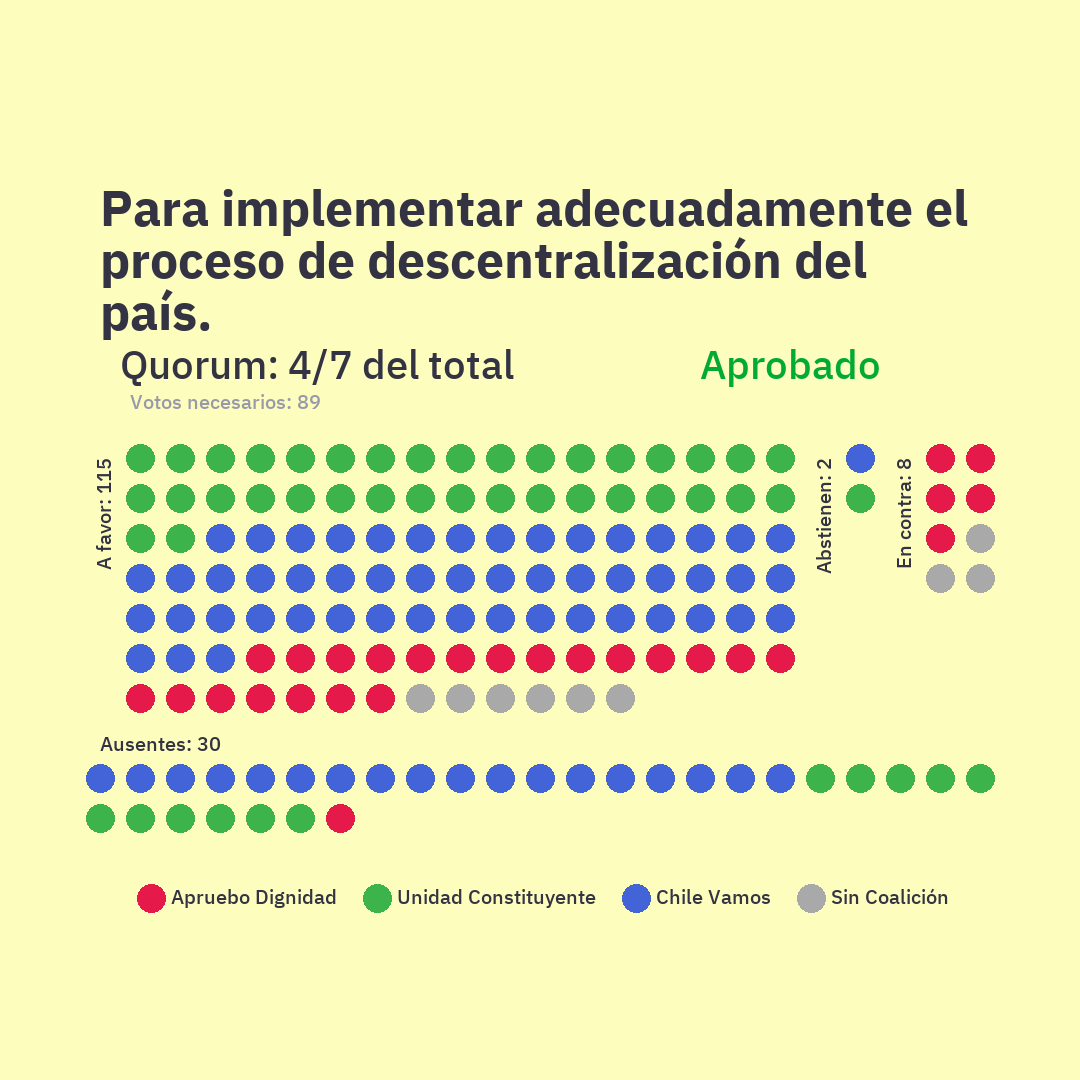 Para implementar adecuadamente el
proceso de descentralización del
país.
Quorum: 4/7 del total
Aprobado
Votos necesarios: 89
A favor: 115
Abstienen: 2
En contra: 8
Ausentes: 30
Apruebo Dignidad
Unidad Constituyente
Chile Vamos
Sin Coalición